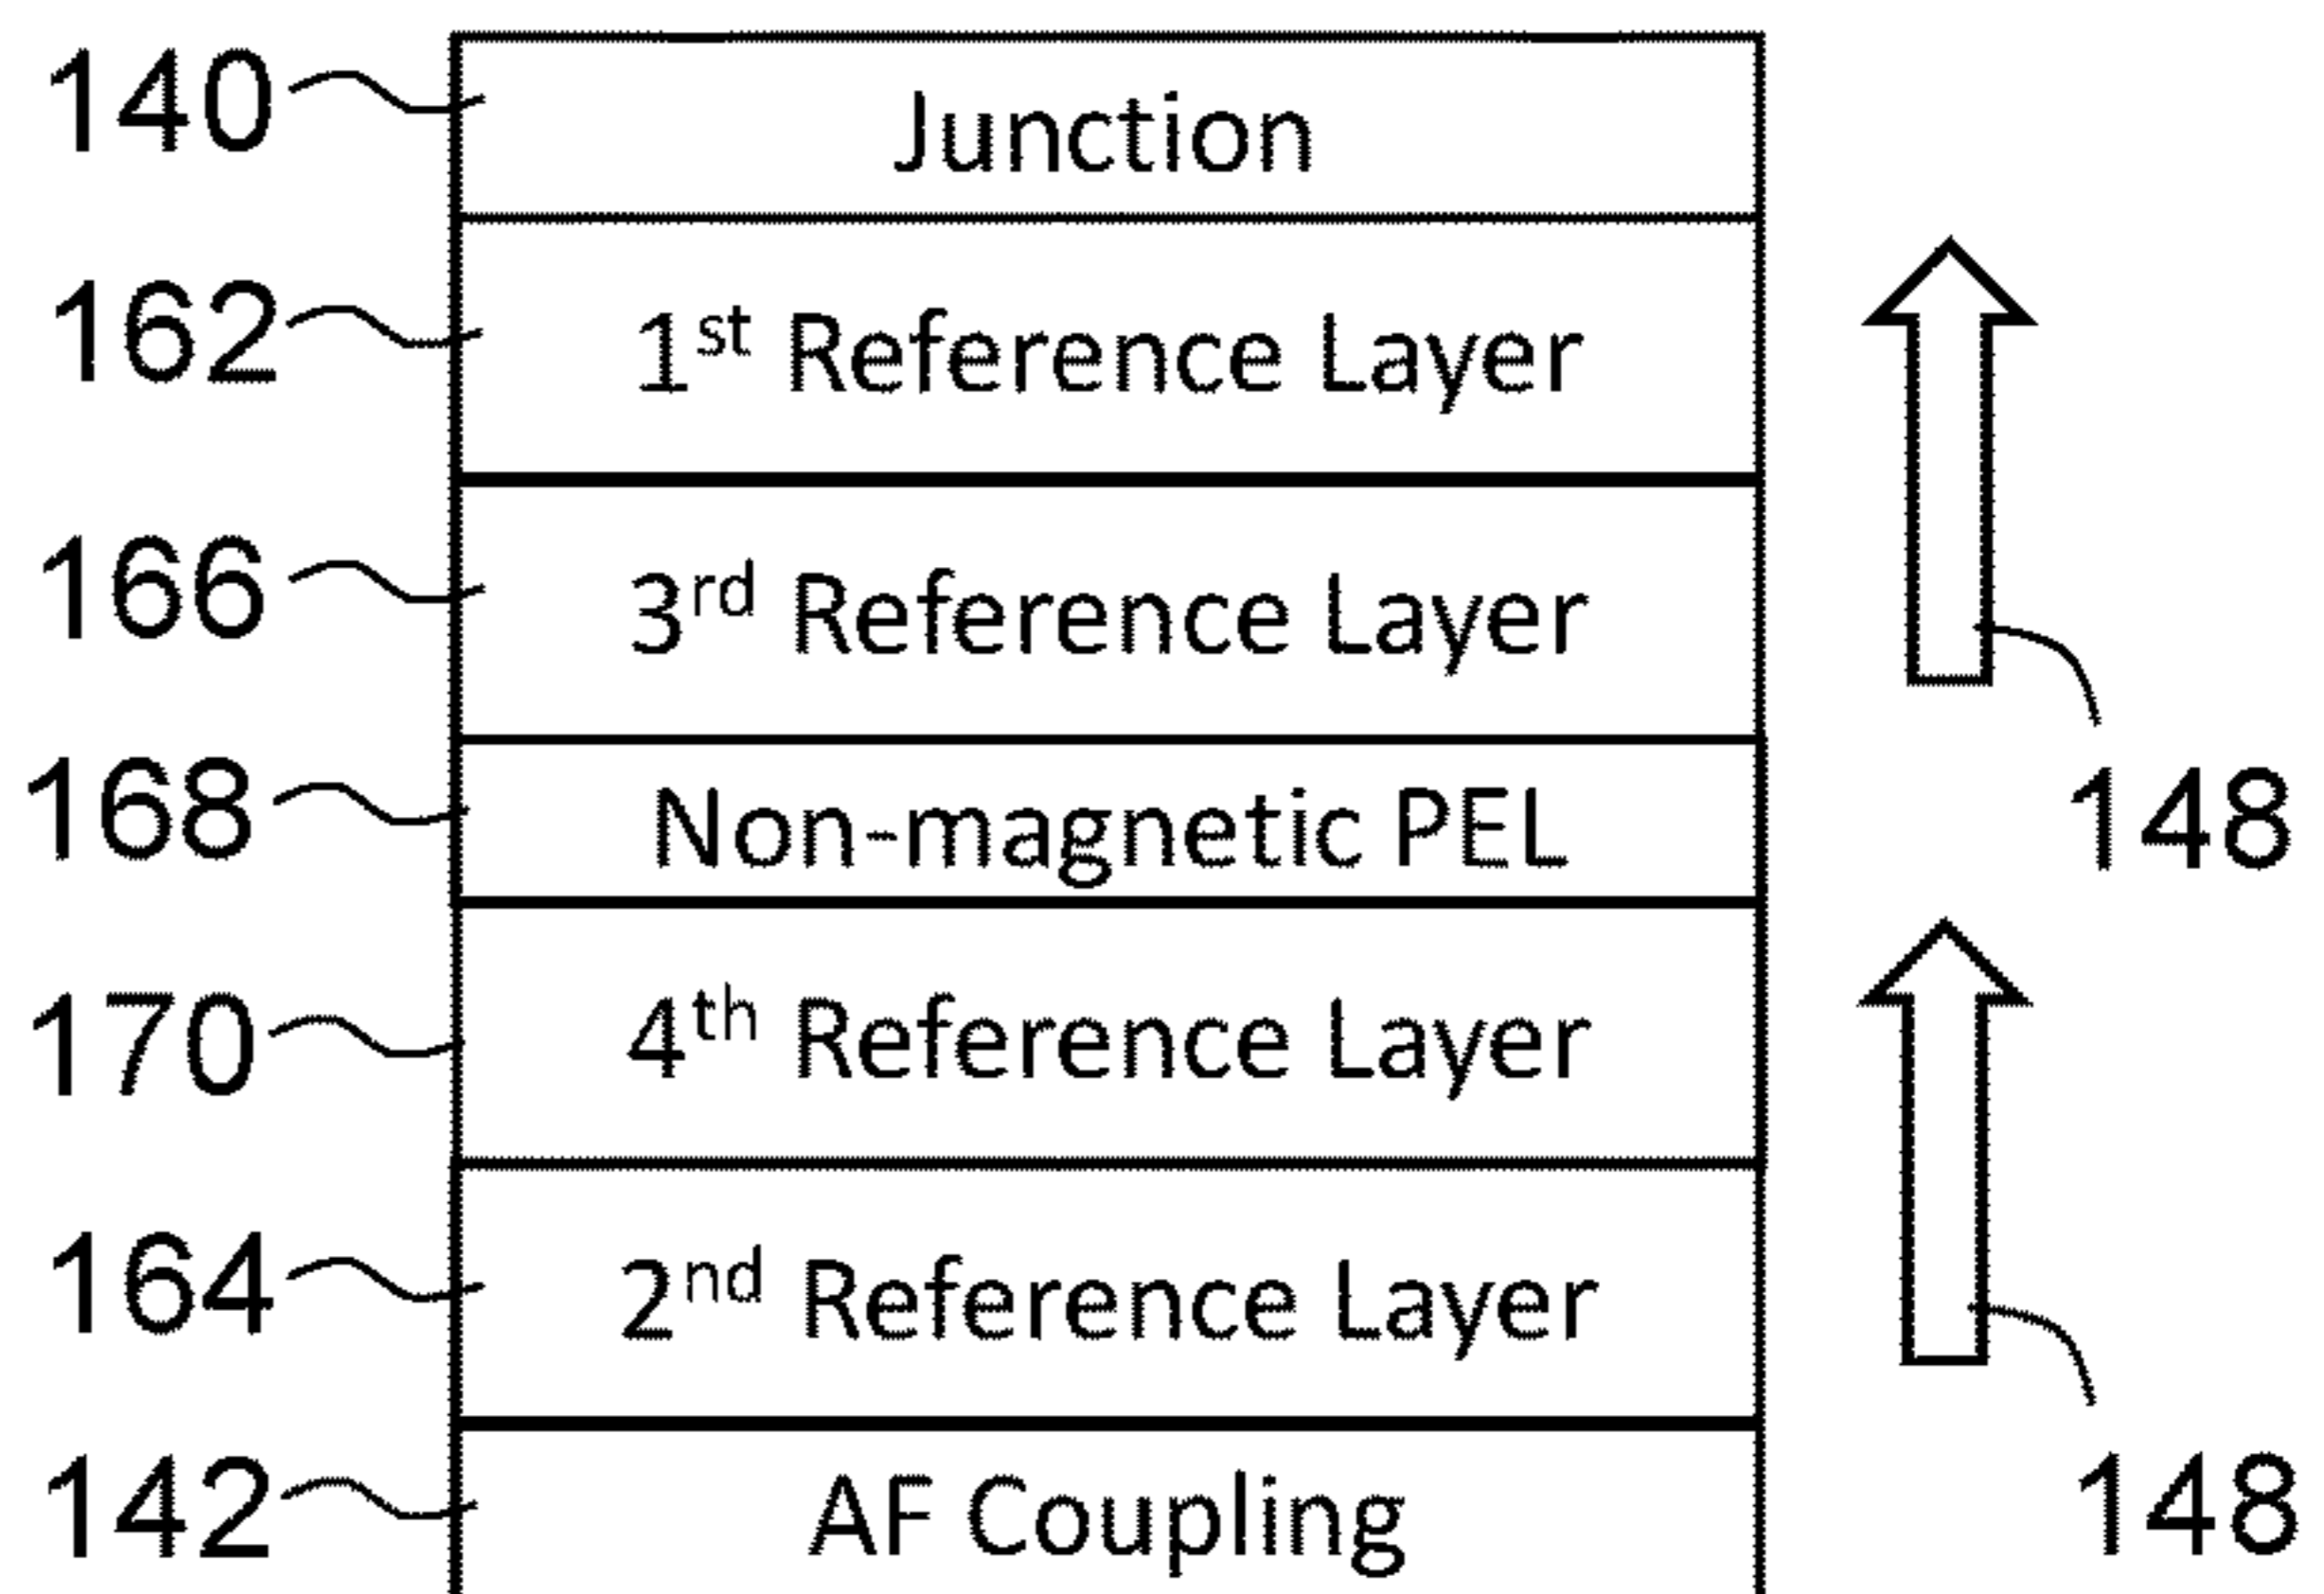 140 Junction
162 1st Reference Layer
166 3rd Reference Layer
168 Non-magnetic PEL 148
170 4th Reference Layer
164 2nd Reference Layer
142 AF Coupling 148